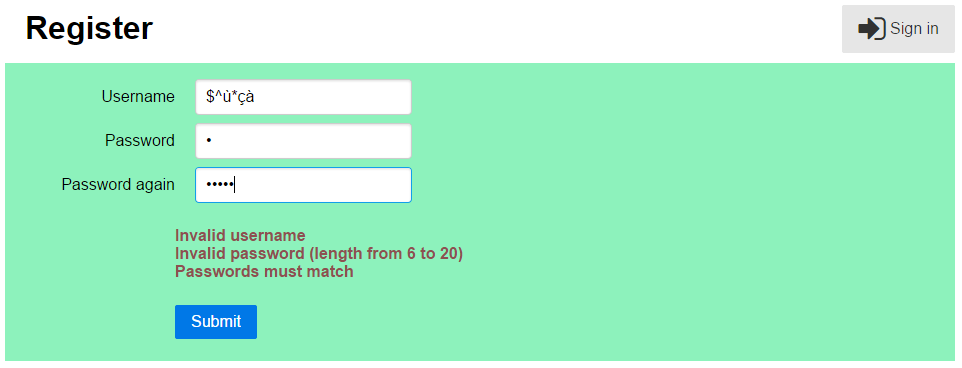 Register
Sign in
Username
$^ù*çà
Password
•
Password again
•••••
Invalid username
Invalid password (length from 6 to 20)
Passwords must match
Submit